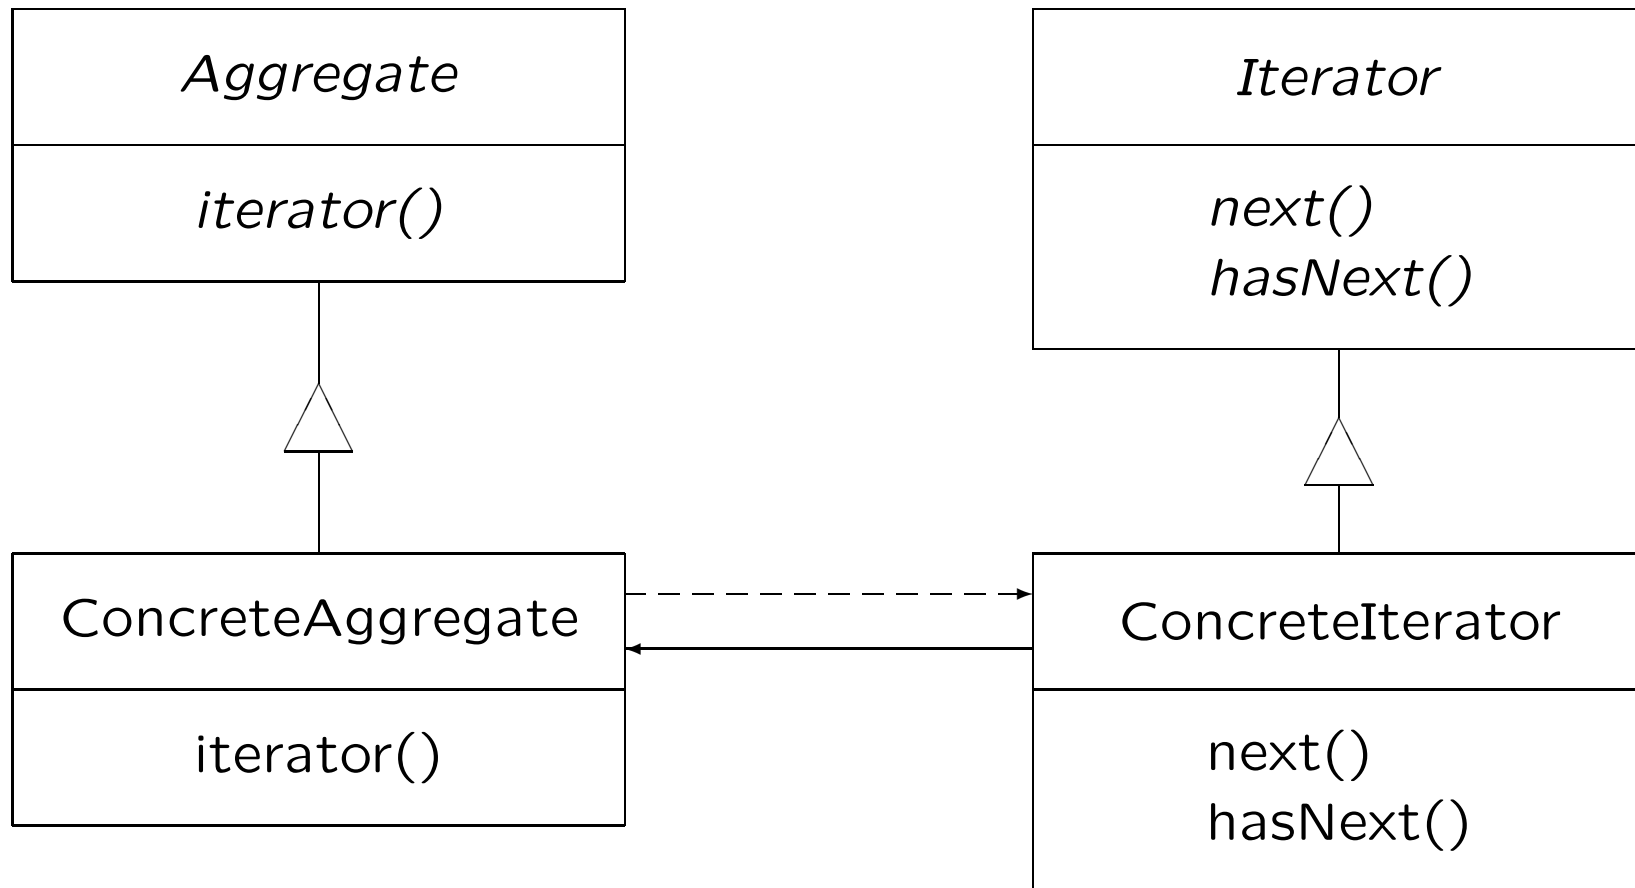 Aggregate
iterator()
Iterator
next()
hasNext()
ConcreteAggregate
iterator()
ConcreteIterator
next()
hasNext()